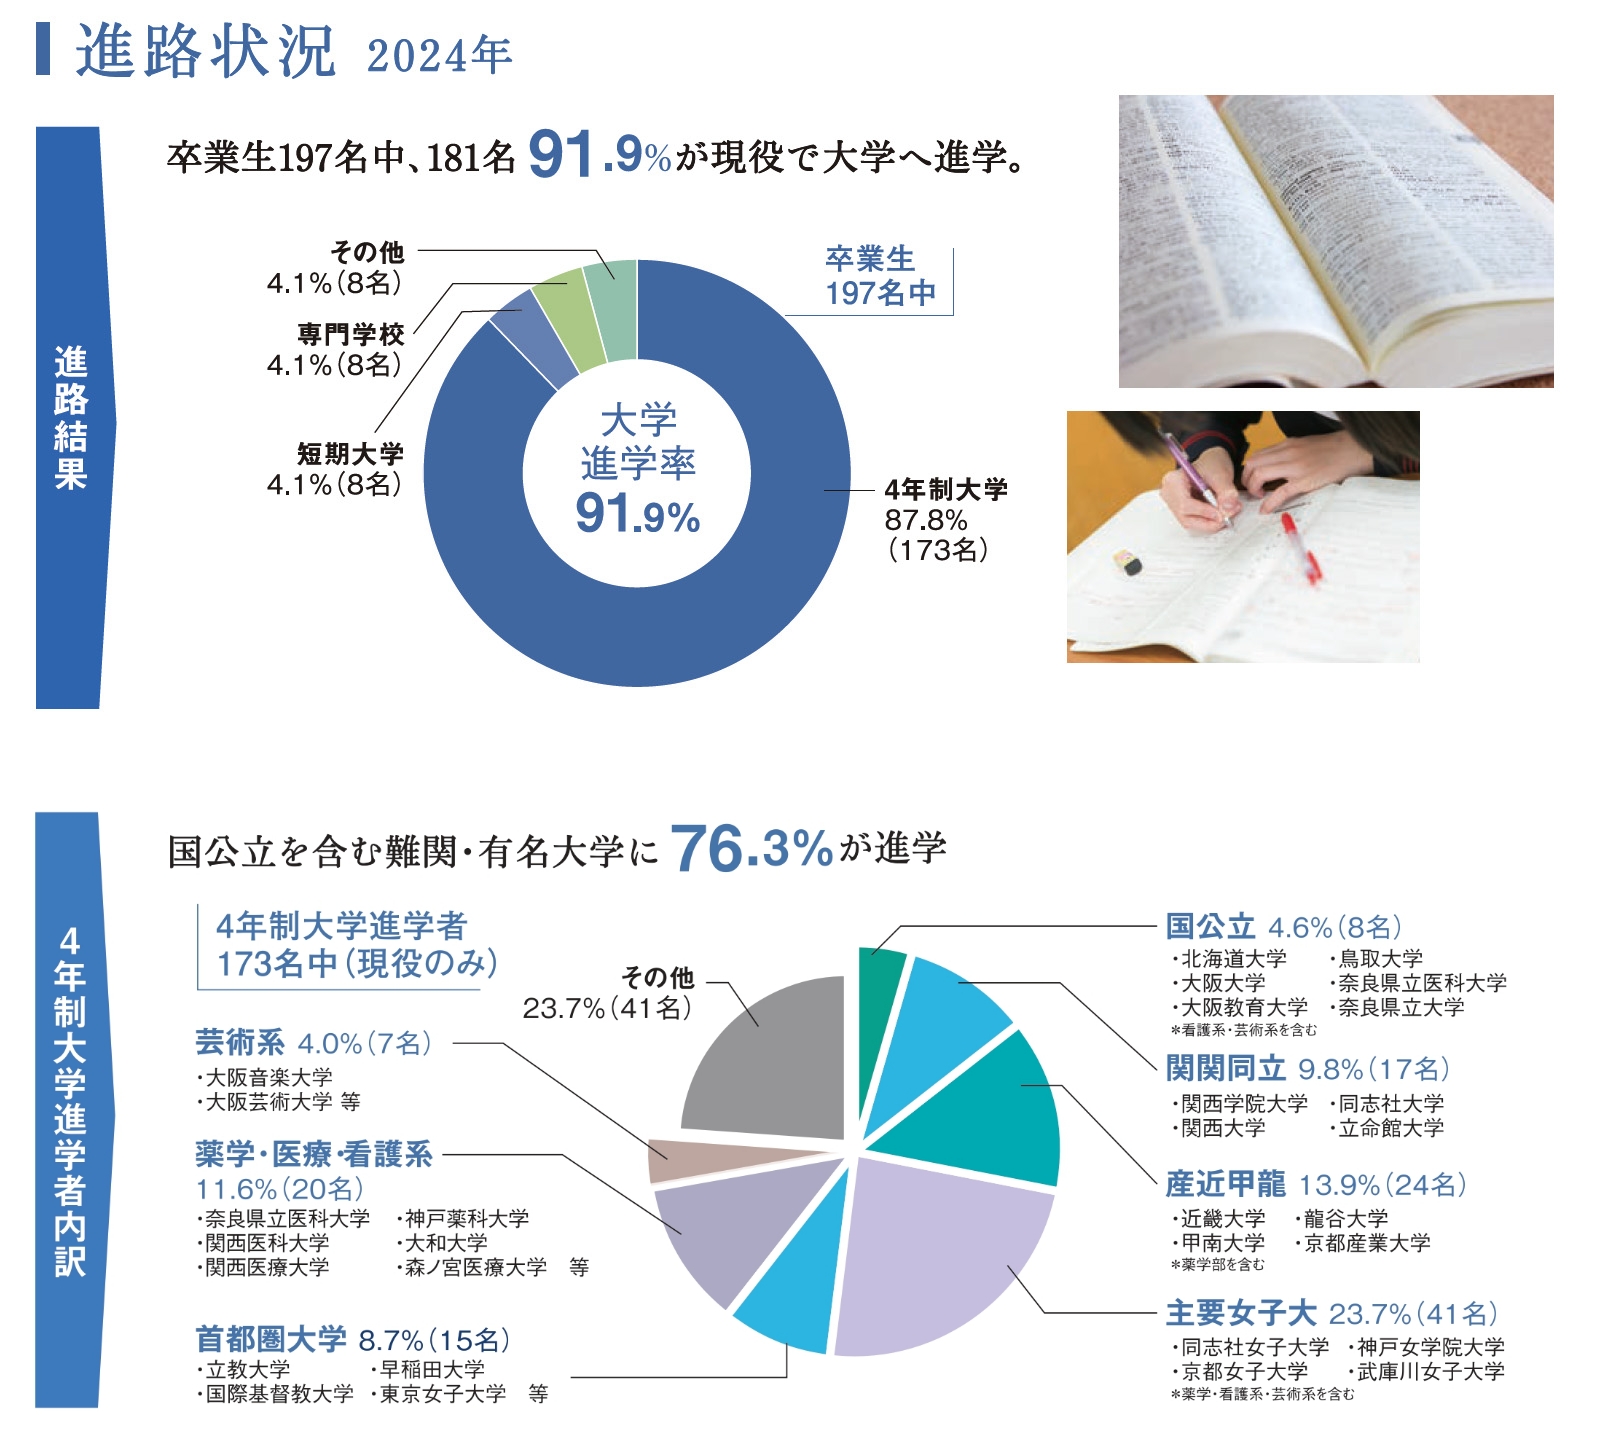 進路状況 2024年
進路結果
卒業生197名中、181名 91.9%が現役で大学へ進学。
卒業生
197名中
その他
4.1%(8名)
専門学校
4.1%(8名)
短期大学
4.1%(8名)
大学
進学率
91.9%
4年制大学
87.8%
(173名)
4年制大学進学者内訳
国公立を含む難関・有名大学に 76.3%が進学
4年制大学進学者
173名中(現役のみ)
その他
23.7%(41名)
芸術系 4.0%(7名)
・大阪音楽大学
・大阪芸術大学 等
薬学・医療・看護系
11.6%(20名)
・奈良県立医科大学 ・神戸薬科大学
・関西医科大学 ・大和大学
・関西医療大学 ・森ノ宮医療大学 等
首都圏大学 8.7%(15名)
・立教大学 ・早稲田大学
・国際基督教大学 ・東京女子大学 等
国公立 4.6%(8名)
・北海道大学 ・鳥取大学
・大阪大学 ・奈良県立医科大学
・大阪教育大学 ・奈良県立大学
*看護系・芸術系を含む
関関同立 9.8%(17名)
・関西学院大学 ・同志社大学
・関西大学 ・立命館大学
産近甲龍 13.9%(24名)
・近畿大学 ・龍谷大学
・甲南大学 ・京都産業大学
*薬学部を含む
主要女子大 23.7%(41名)
・同志社女子大学 ・神戸女学院大学
・京都女子大学 ・武庫川女子大学
*薬学・看護系・芸術系を含む